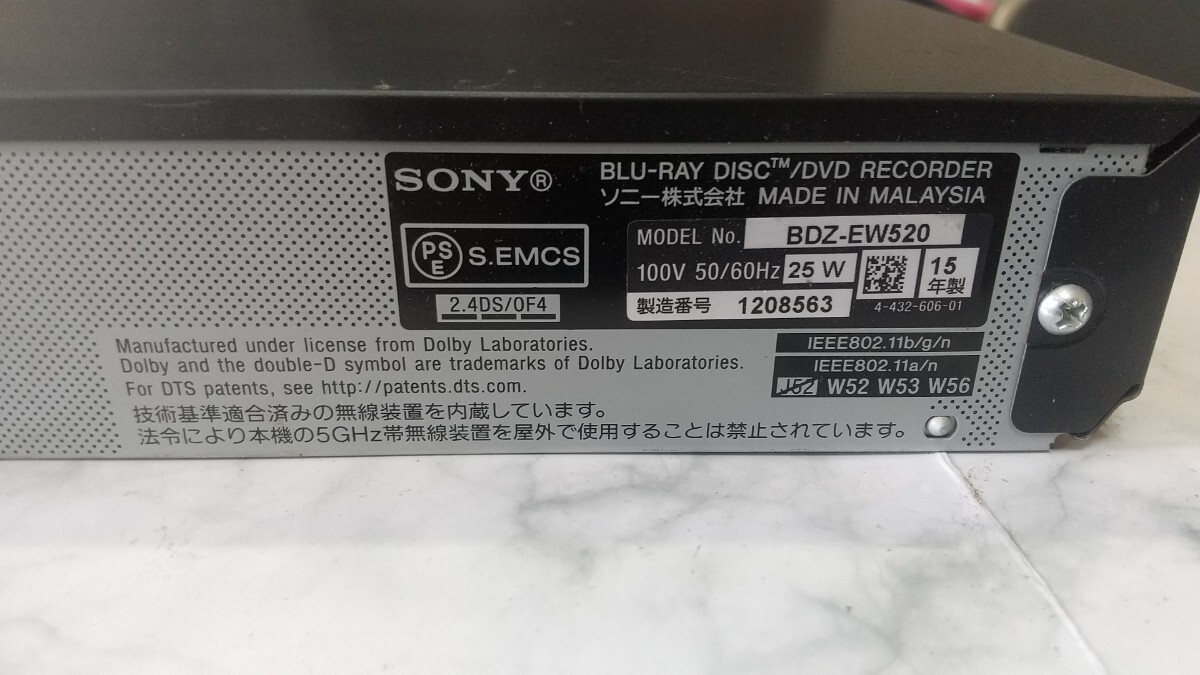 SONY®
BLU-RAY DISC™/DVD RECORDER
ソニー株式会社 MADE IN MALAYSIA
PSE S.EMCS
2.4DS/OF4
MODEL No. BDZ-EW520
100V 50/60Hz 25 W
15年製
製造番号 1208563
4-432-606-01
Manufactured under license from Dolby Laboratories.
Dolby and the double-D symbol are trademarks of Dolby Laboratories.
For DTS patents, see http://patents.dts.com.
技術基準適合済みの無線装置を内蔵しています。
法令により本機の5GHz帯無線装置を屋外で使用することは禁止されています。
IEEE802.11b/g/n
IEEE802.11a/n
J52 W52 W53 W56